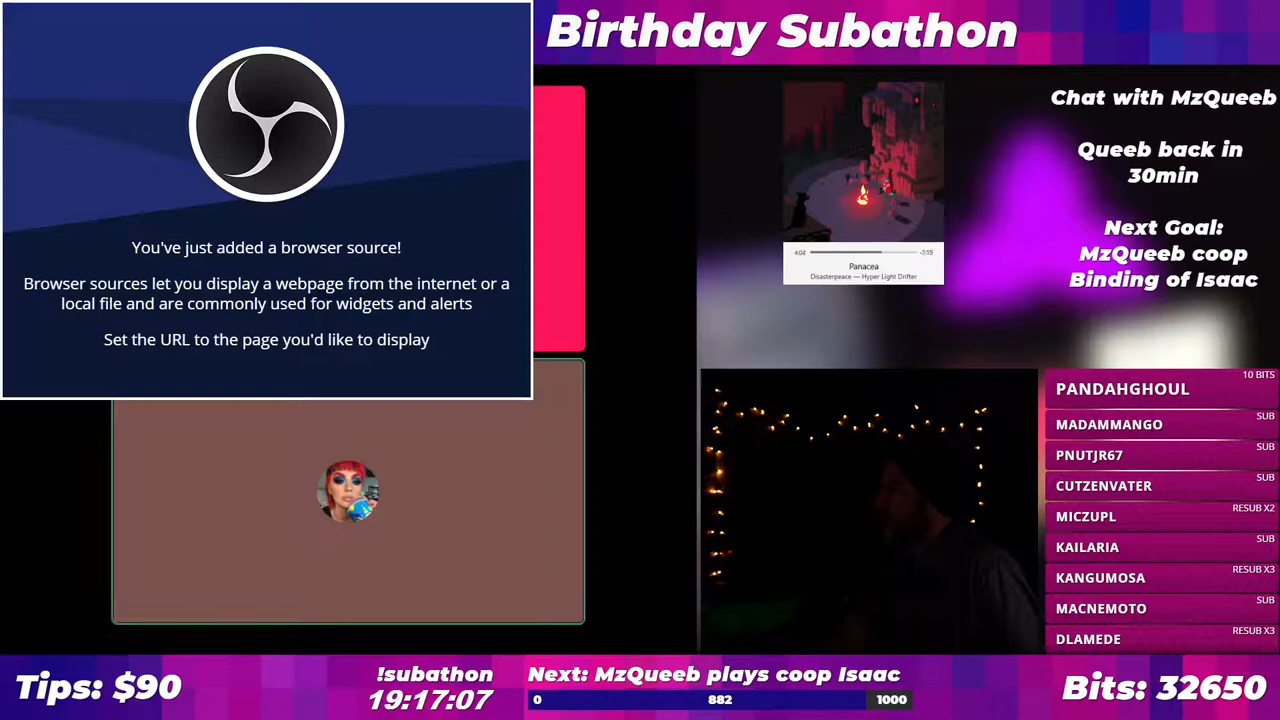 Birthday Subathon
You've just added a browser source!
Browser sources let you display a webpage from the internet or a
local file and are commonly used for widgets and alerts
Set the URL to the page you'd like to display
4:04
-1:19
Panacea
Disasterpeace — Hyper Light Drifter
Chat with MzQueeb
Queeb back in
30min
Next Goal:
MzQueeb coop
Binding of Isaac
PANDAHGHOUL 10 BITS
MADAMMANGO SUB
PNUTJR67 SUB
CUTZENVATER SUB
MICZUPL RESUB X2
KAILARIA SUB
KANGUMOSA RESUB X3
MACNEMOTO SUB
DLAMEDE RESUB X3
Tips: $90
!subathon
19:17:07
Next: MzQueeb plays coop Isaac
0 882 1000
Bits: 32650